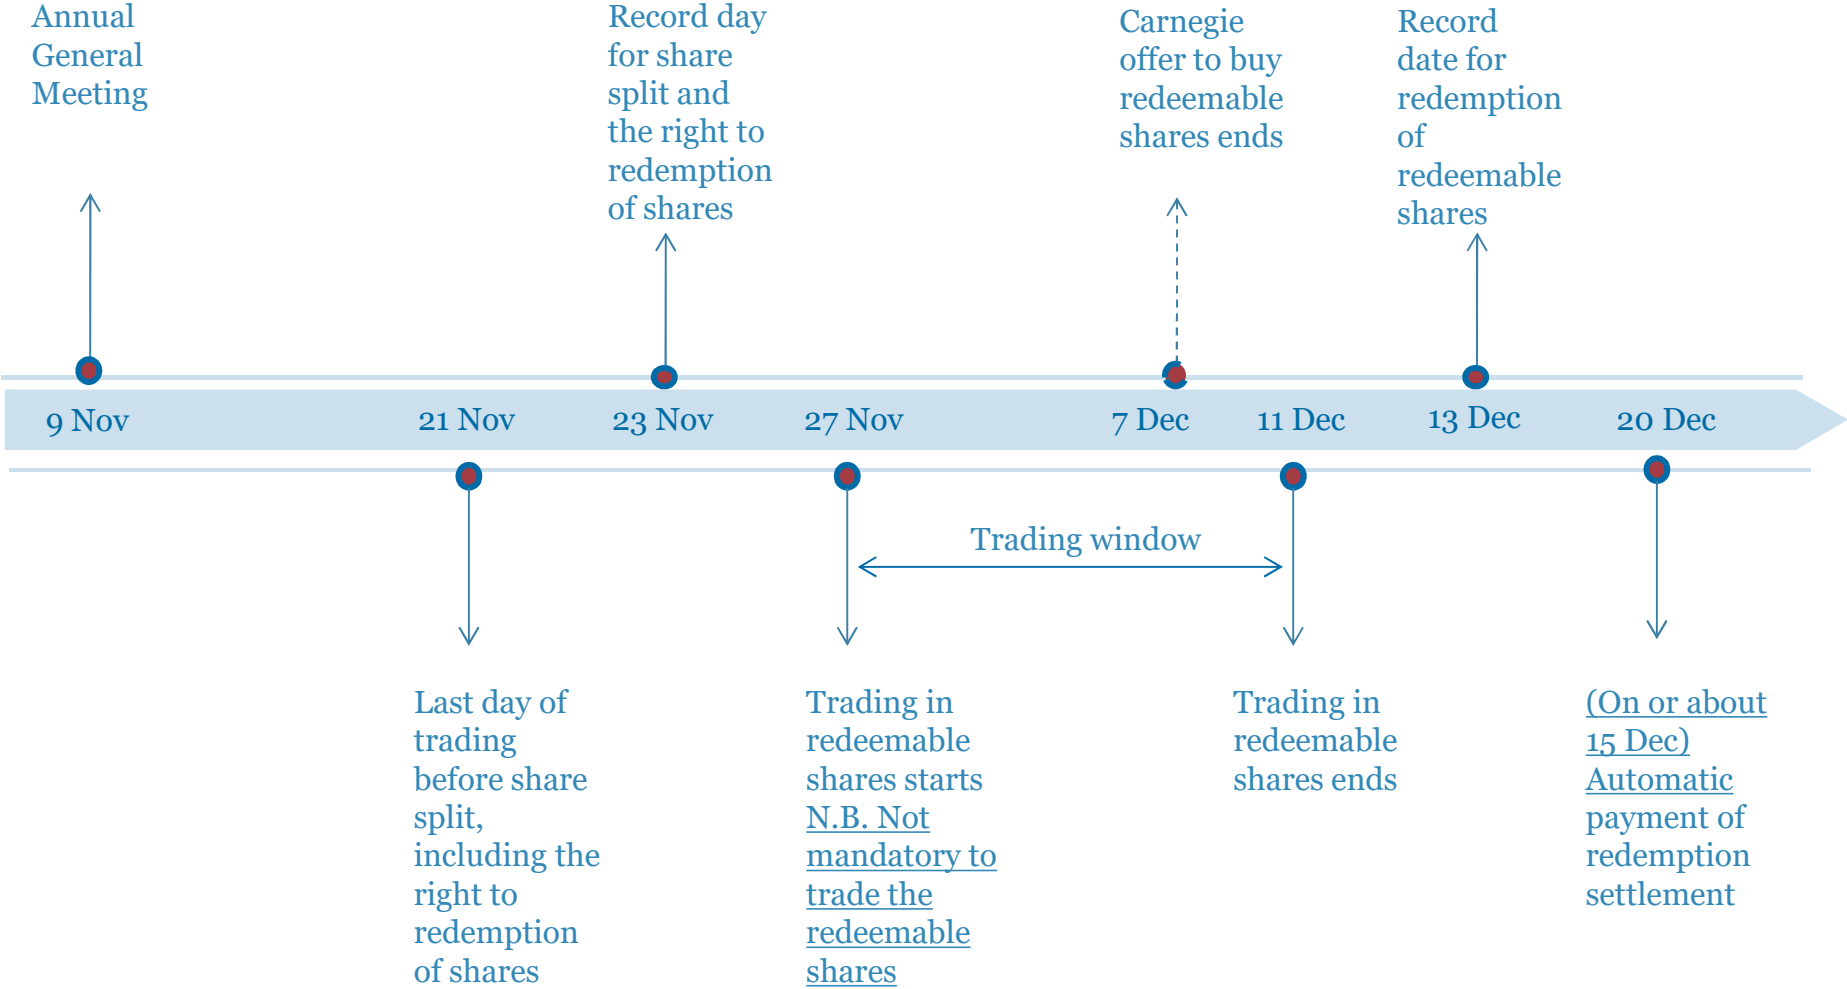 Annual
General
Meeting
Record day
for share
split and
the right to
redemption
of shares
Carnegie
offer to buy
redeemable
shares ends
Record
date for
redemption
of
redeemable
shares
9 Nov
21 Nov
23 Nov
27 Nov
7 Dec
11 Dec
13 Dec
20 Dec
Trading window
Last day of
trading
before share
split,
including the
right to
redemption
of shares
Trading in
redeemable
shares starts
N.B. Not
mandatory to
trade the
redeemable
shares
Trading in
redeemable
shares ends
(On or about
15 Dec)
Automatic
payment of
redemption
settlement